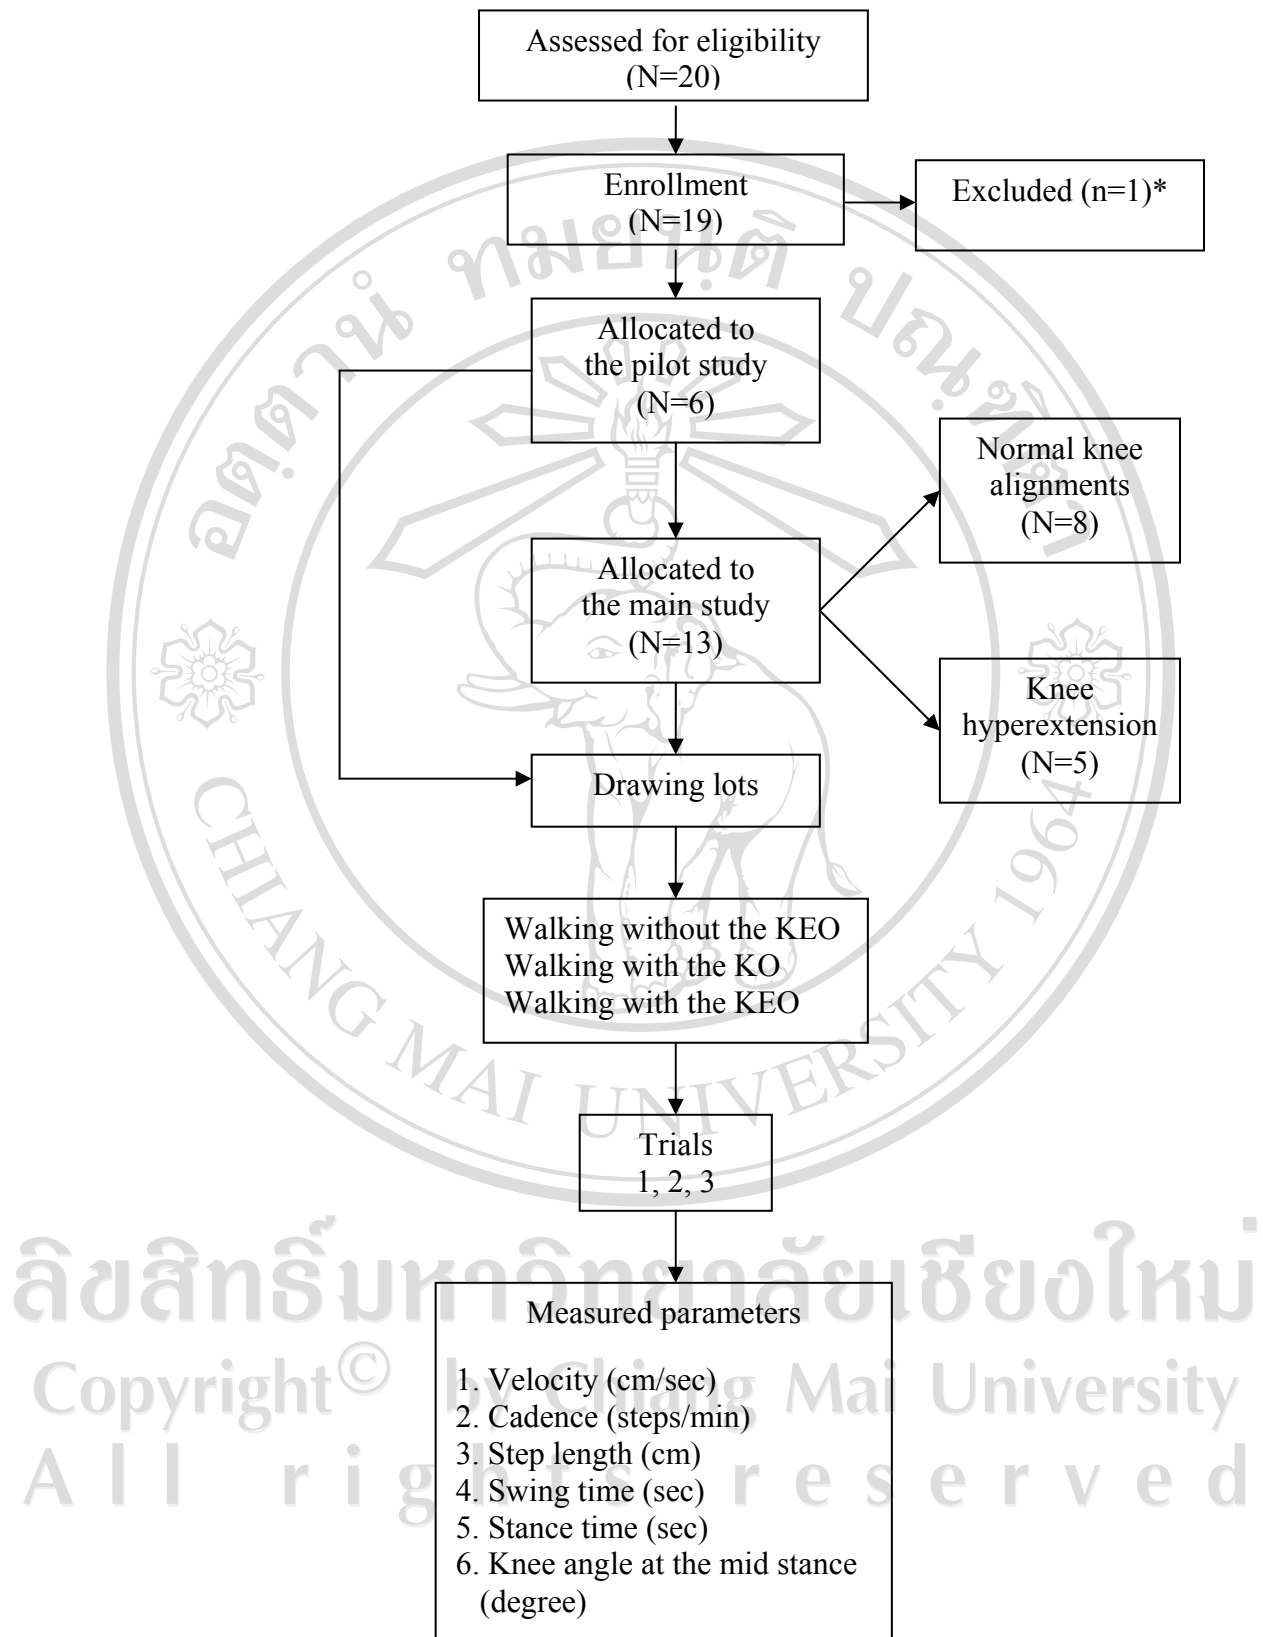 Assessed for eligibility
(N=20)
Enrollment
(N=19)
Excluded (n=1)*
Allocated to
the pilot study
(N=6)
Normal knee
alignments
(N=8)
Allocated to
the main study
(N=13)
Knee
hyperextension
(N=5)
Drawing lots
Walking without the KEO
Walking with the KO
Walking with the KEO
Trials
1, 2, 3
Measured parameters
1. Velocity (cm/sec)
2. Cadence (steps/min)
3. Step length (cm)
4. Swing time (sec)
5. Stance time (sec)
6. Knee angle at the mid stance
(degree)
CHIANG MAI UNIVERSITY 1964
ลิขสิทธิ์มหาวิทยาลัยเชียงใหม่
Copyright© by Chiang Mai University
All rights reserved